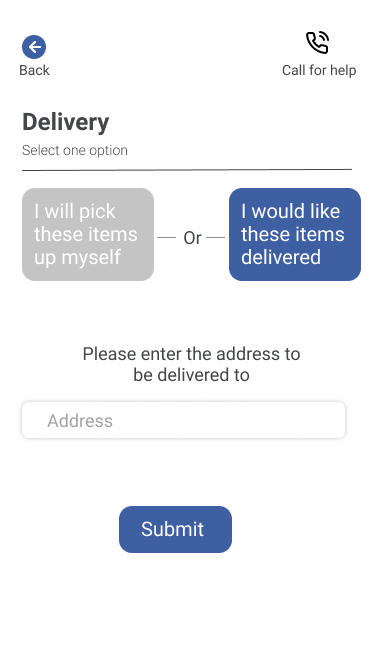 Back
Call for help
Delivery
Select one option
I will pick
these items
up myself
Or
I would like
these items
delivered
Please enter the address to
be delivered to
Address
Submit